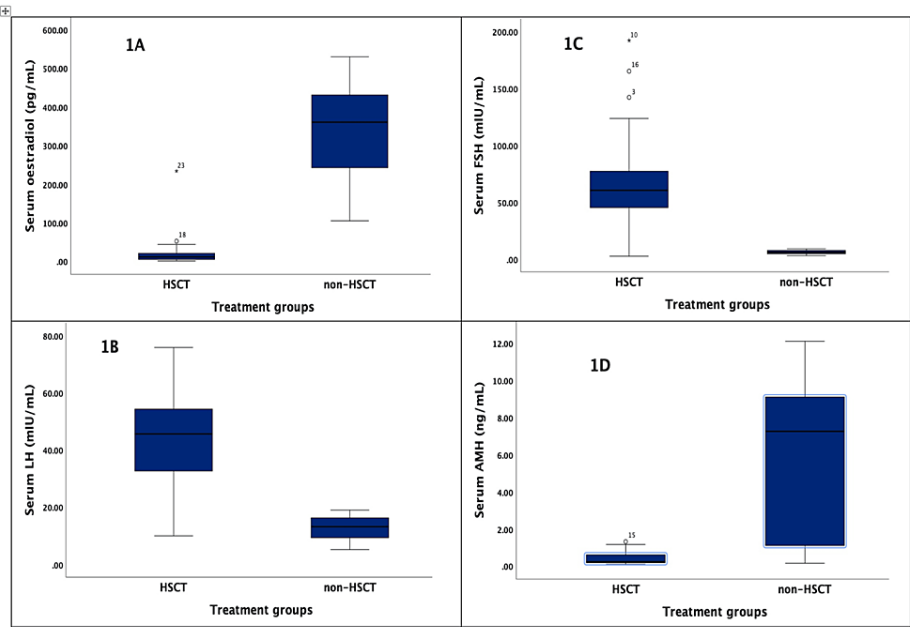 1A
Serum oestradiol (pg/mL)
600.00
500.00
400.00
300.00
200.00
100.00
.00
23
18
HSCT
non-HSCT
Treatment groups
1C
Serum FSH (mIU/mL)
200.00
150.00
100.00
50.00
.00
10
16
3
HSCT
non-HSCT
Treatment groups
1B
Serum LH (mIU/mL)
80.00
60.00
40.00
20.00
.00
HSCT
non-HSCT
Treatment groups
1D
Serum AMH (ng/mL)
12.00
10.00
8.00
6.00
4.00
2.00
.00
15
HSCT
non-HSCT
Treatment groups